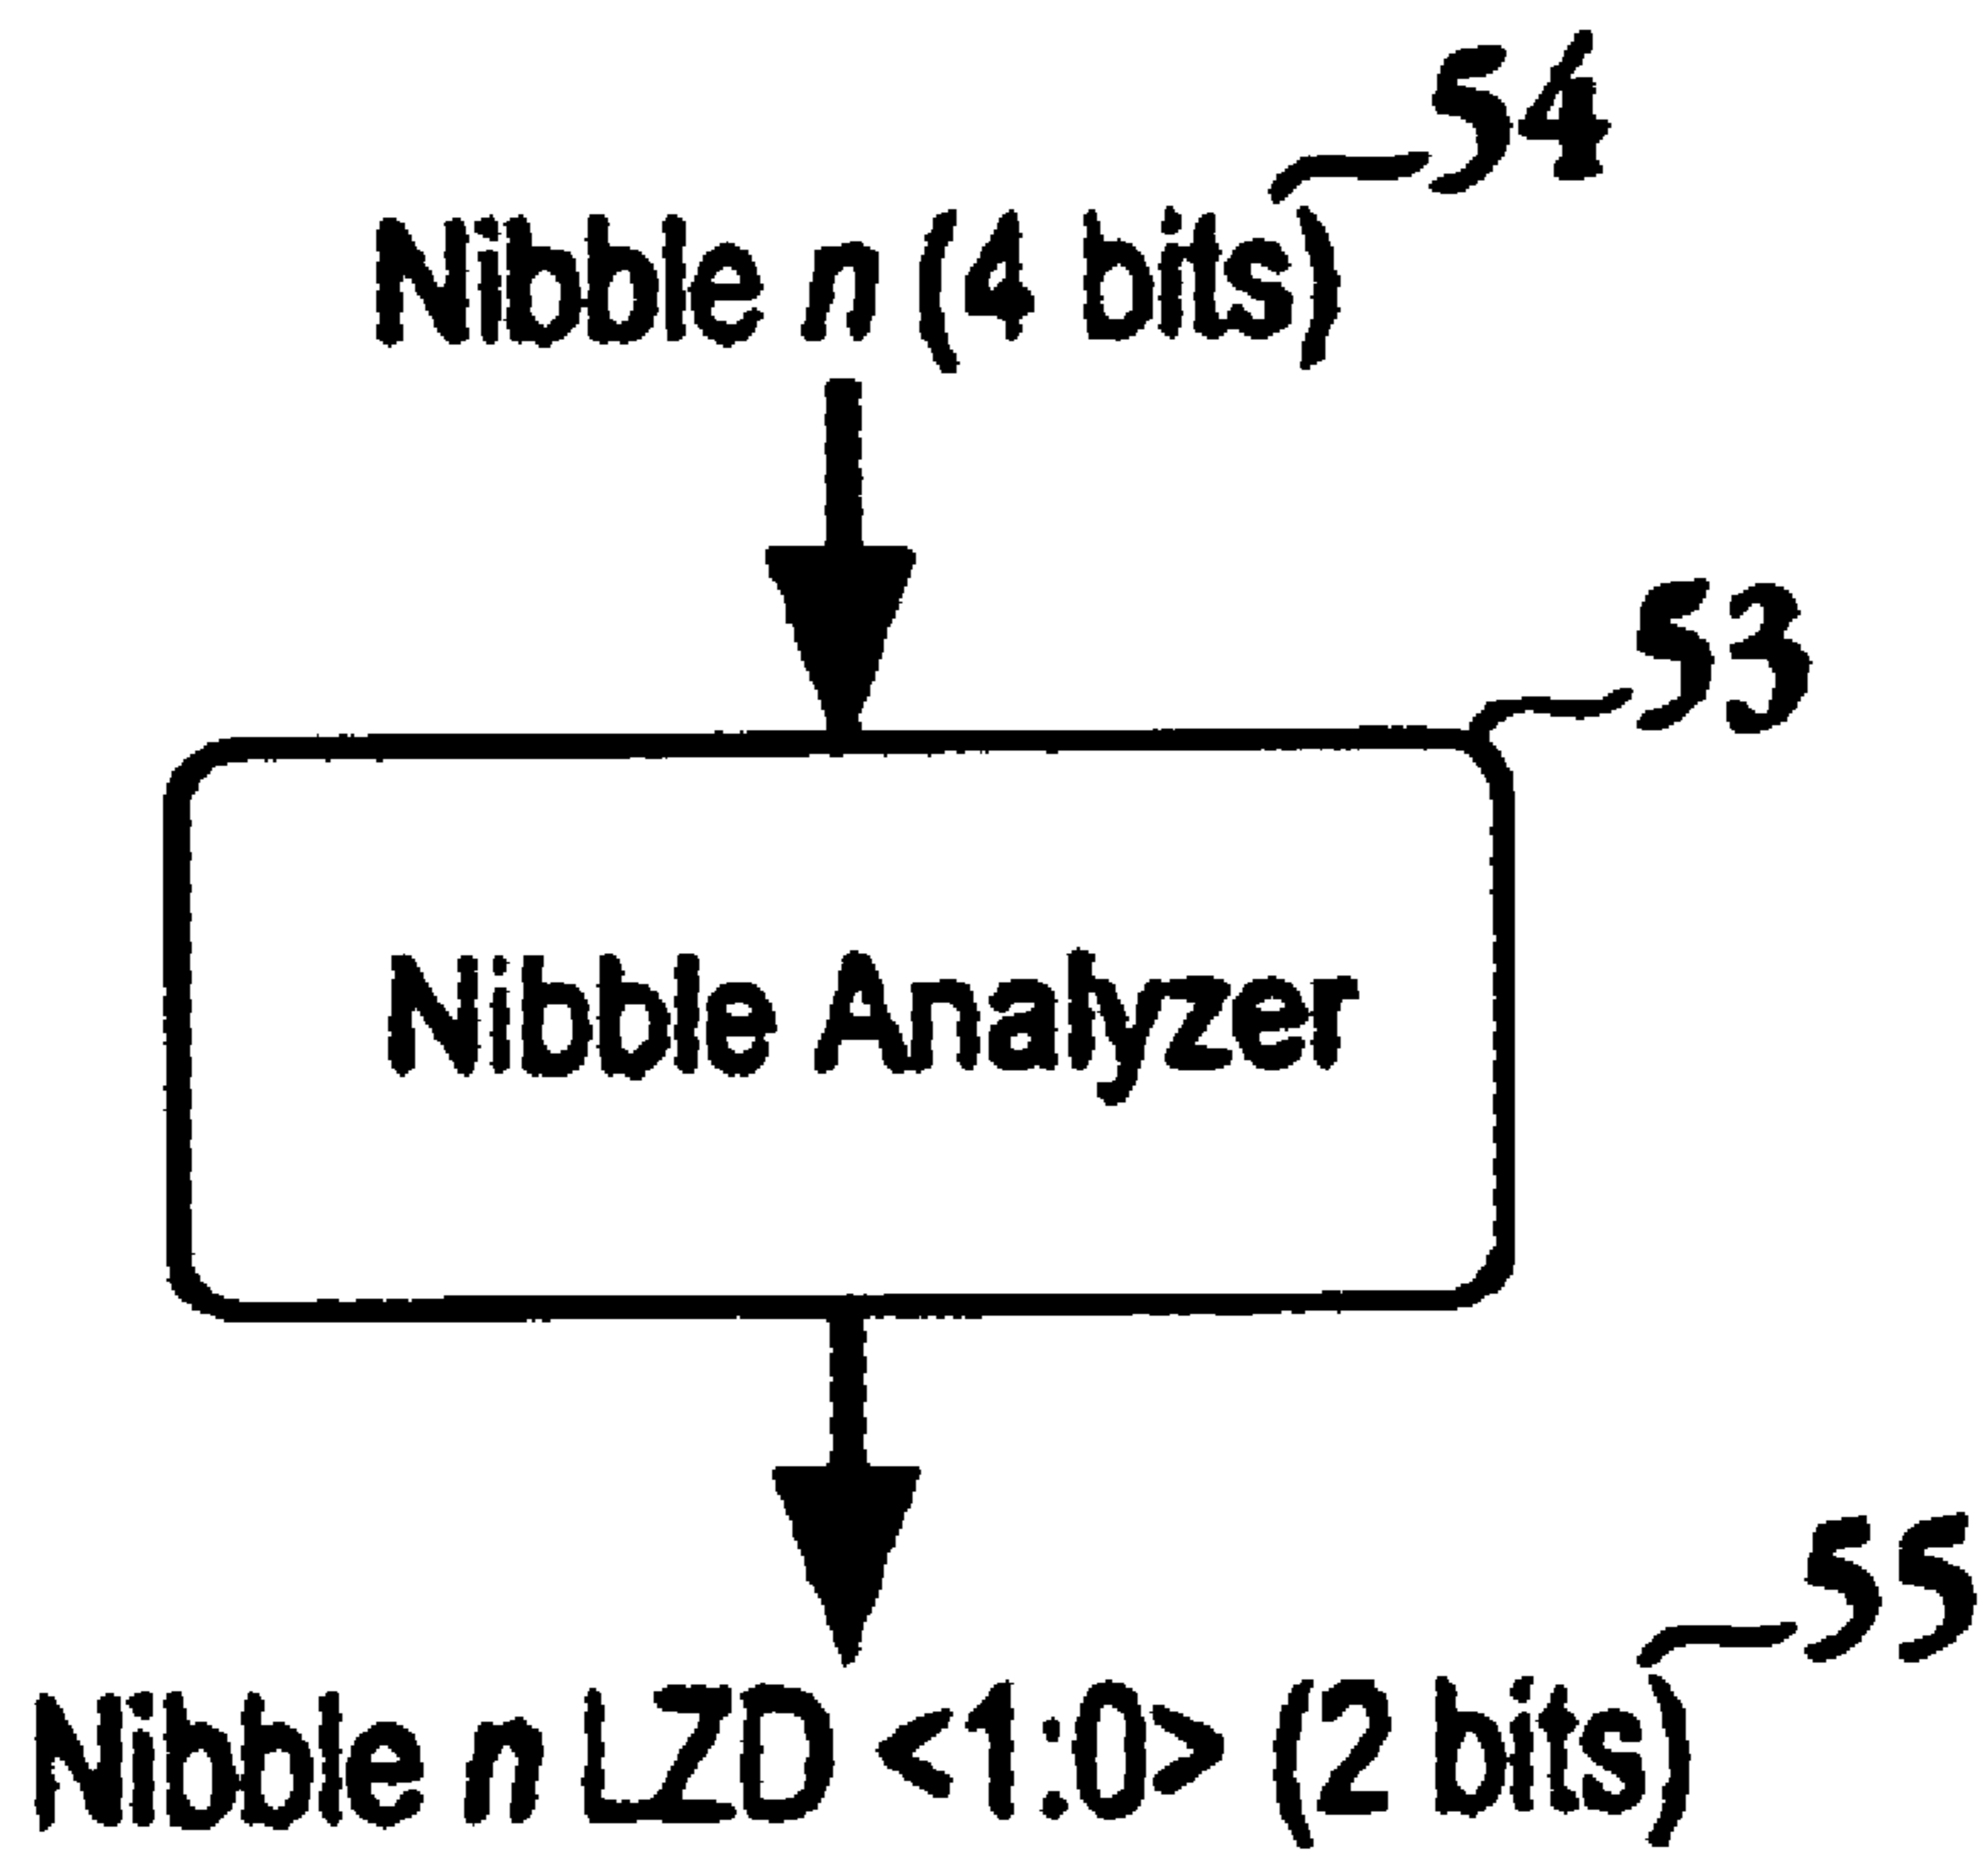 54
Nibble n (4 bits)
53
Nibble Analyzer
55
Nibble n LZD <1:0> (2 bits)